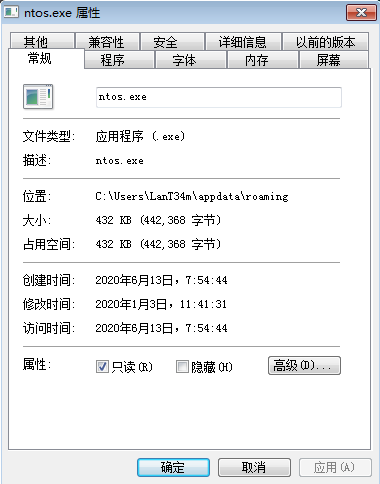 ntos.exe 属性
其他 兼容性 安全 详细信息 以前的版本
常规 程序 字体 内存 屏幕
ntos.exe
文件类型: 应用程序 (.exe)
描述: ntos.exe
位置: C:\Users\LanT34m\appdata\roaming
大小: 432 KB (442,368 字节)
占用空间: 432 KB (442,368 字节)
创建时间: 2020年6月13日，7:54:44
修改时间: 2020年1月3日，11:41:31
访问时间: 2020年6月13日，7:54:44
属性: 只读(R) 隐藏(H) 高级(D)...
确定 取消 应用(A)